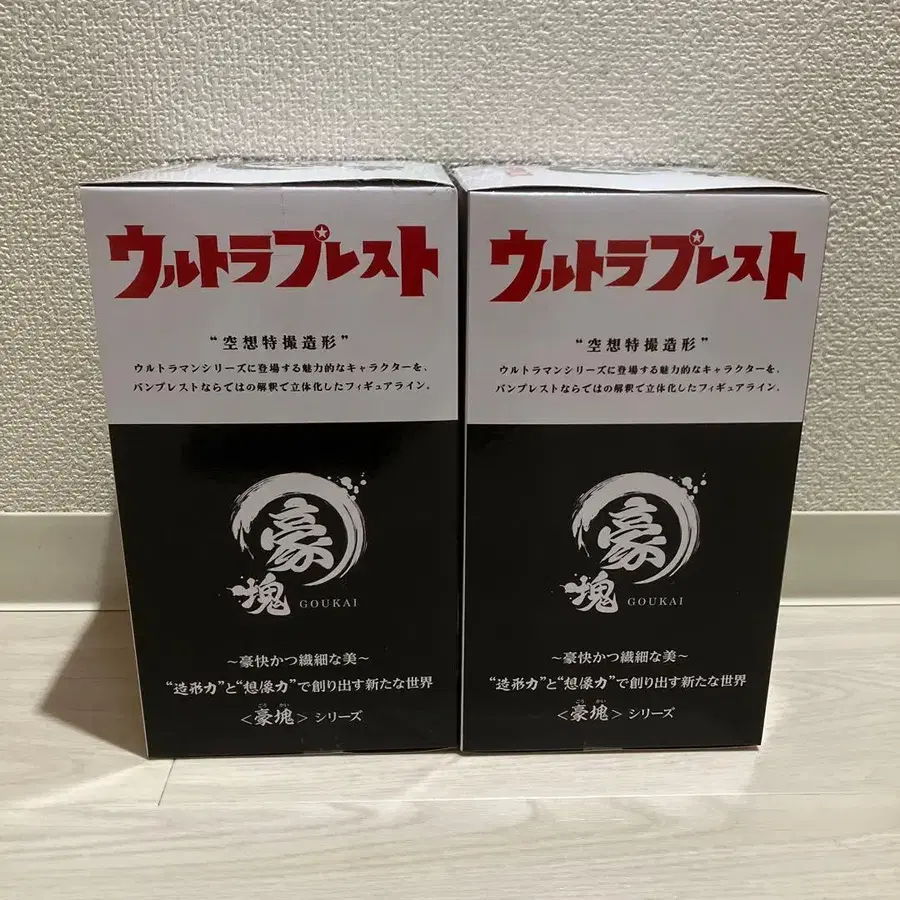 ウルトラプレスト
“空想特撮造形”
ウルトラマンシリーズに登場する魅力的なキャラクターを、
バンプレストならではの解釈で立体化したフィギュアライン。
豪
塊 GOUKAI
〜豪快かつ繊細な美〜
“造形力”と“想像力”で創り出す新たな世界
ごう かい
＜豪塊＞シリーズ
ウルトラプレスト
“空想特撮造形”
ウルトラマンシリーズに登場する魅力的なキャラクターを、
バンプレストならではの解釈で立体化したフィギュアライン。
豪
塊 GOUKAI
〜豪快かつ繊細な美〜
“造形力”と“想像力”で創り出す新たな世界
ごう かい
＜豪塊＞シリーズ